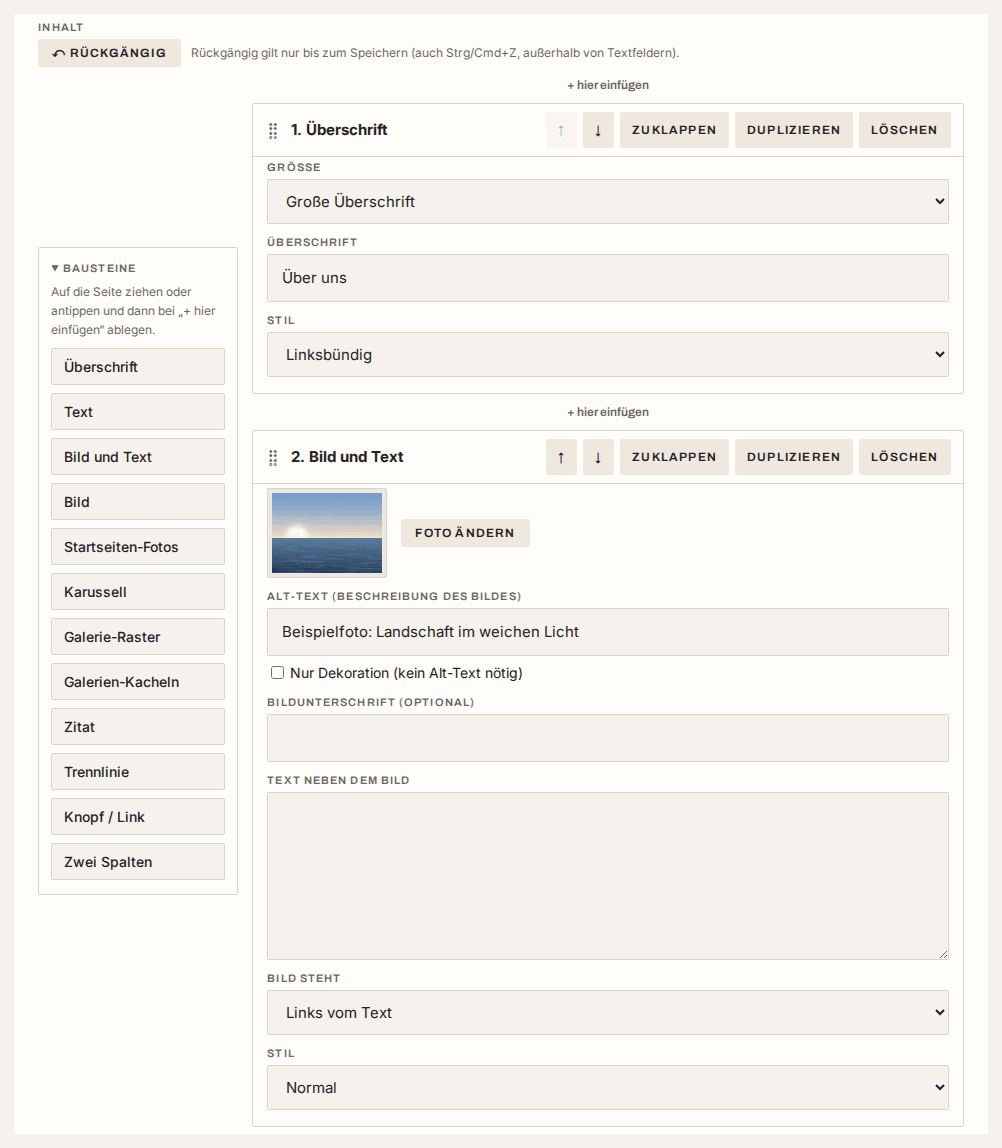 INHALT
↶ RÜCKGÄNGIG
Rückgängig gilt nur bis zum Speichern (auch Strg/Cmd+Z, außerhalb von Textfeldern).
+ hier einfügen
▼ BAUSTEINE
Auf die Seite ziehen oder
antippen und dann bei „+ hier
einfügen“ ablegen.
Überschrift
Text
Bild und Text
Bild
Startseiten-Fotos
Karussell
Galerie-Raster
Galerien-Kacheln
Zitat
Trennlinie
Knopf / Link
Zwei Spalten
1. Überschrift
↑ ↓ ZUKLAPPEN DUPLIZIEREN LÖSCHEN
GRÖSSE
Große Überschrift
ÜBERSCHRIFT
Über uns
STIL
Linksbündig
+ hier einfügen
2. Bild und Text
↑ ↓ ZUKLAPPEN DUPLIZIEREN LÖSCHEN
FOTO ÄNDERN
ALT-TEXT (BESCHREIBUNG DES BILDES)
Beispielfoto: Landschaft im weichen Licht
Nur Dekoration (kein Alt-Text nötig)
BILDUNTERSCHRIFT (OPTIONAL)
TEXT NEBEN DEM BILD
BILD STEHT
Links vom Text
STIL
Normal